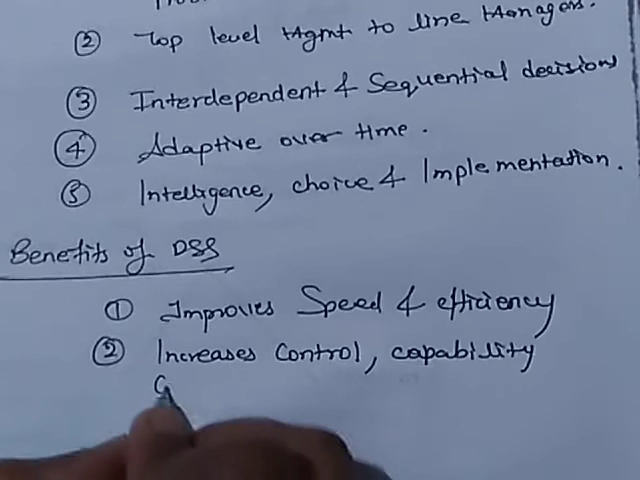 ② Top level Mgmt to line Managers.
③ Interdependent & Sequential decisions
④ Adaptive over time.
⑤ Intelligence, choice & Implementation.
Benefits of DSS
① Improves Speed & efficiency
② Increases Control, capability